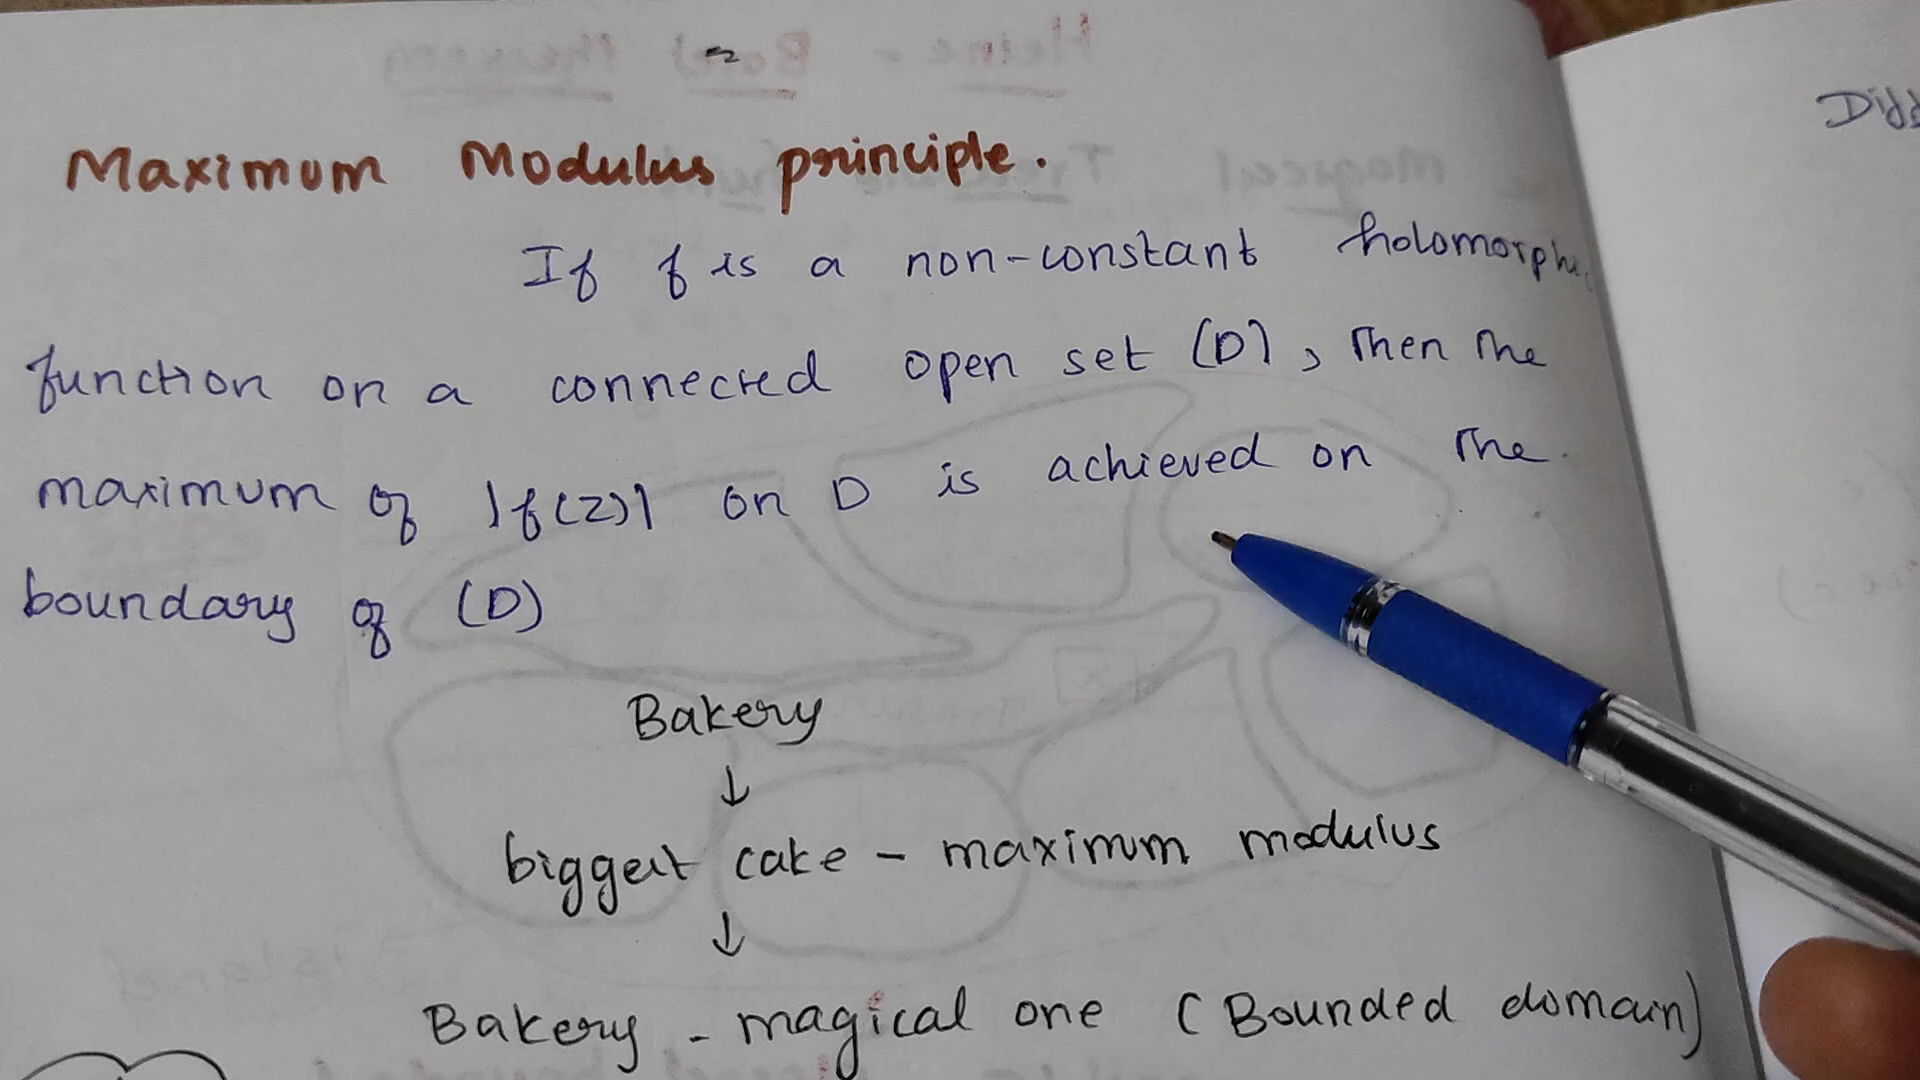 Maximum Modulus principle.
If f is a non-constant holomorphic
function on a connected open set (D), then the
maximum of |f(z)| on D is achieved on the
boundary of (D)
Bakery
↓
biggest cake - maximum modulus
↓
Bakery - magical one (Bounded domain)